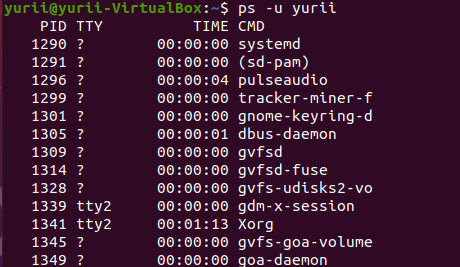 yurii@yurii-VirtualBox:~$ ps -u yurii
    PID TTY          TIME CMD
   1290 ?        00:00:00 systemd
   1291 ?        00:00:00 (sd-pam)
   1296 ?        00:00:04 pulseaudio
   1299 ?        00:00:00 tracker-miner-f
   1301 ?        00:00:00 gnome-keyring-d
   1305 ?        00:00:01 dbus-daemon
   1309 ?        00:00:00 gvfsd
   1314 ?        00:00:00 gvfsd-fuse
   1328 ?        00:00:00 gvfs-udisks2-vo
   1339 tty2     00:00:00 gdm-x-session
   1341 tty2     00:01:13 Xorg
   1345 ?        00:00:00 gvfs-goa-volume
   1349 ?        00:00:00 goa-daemon